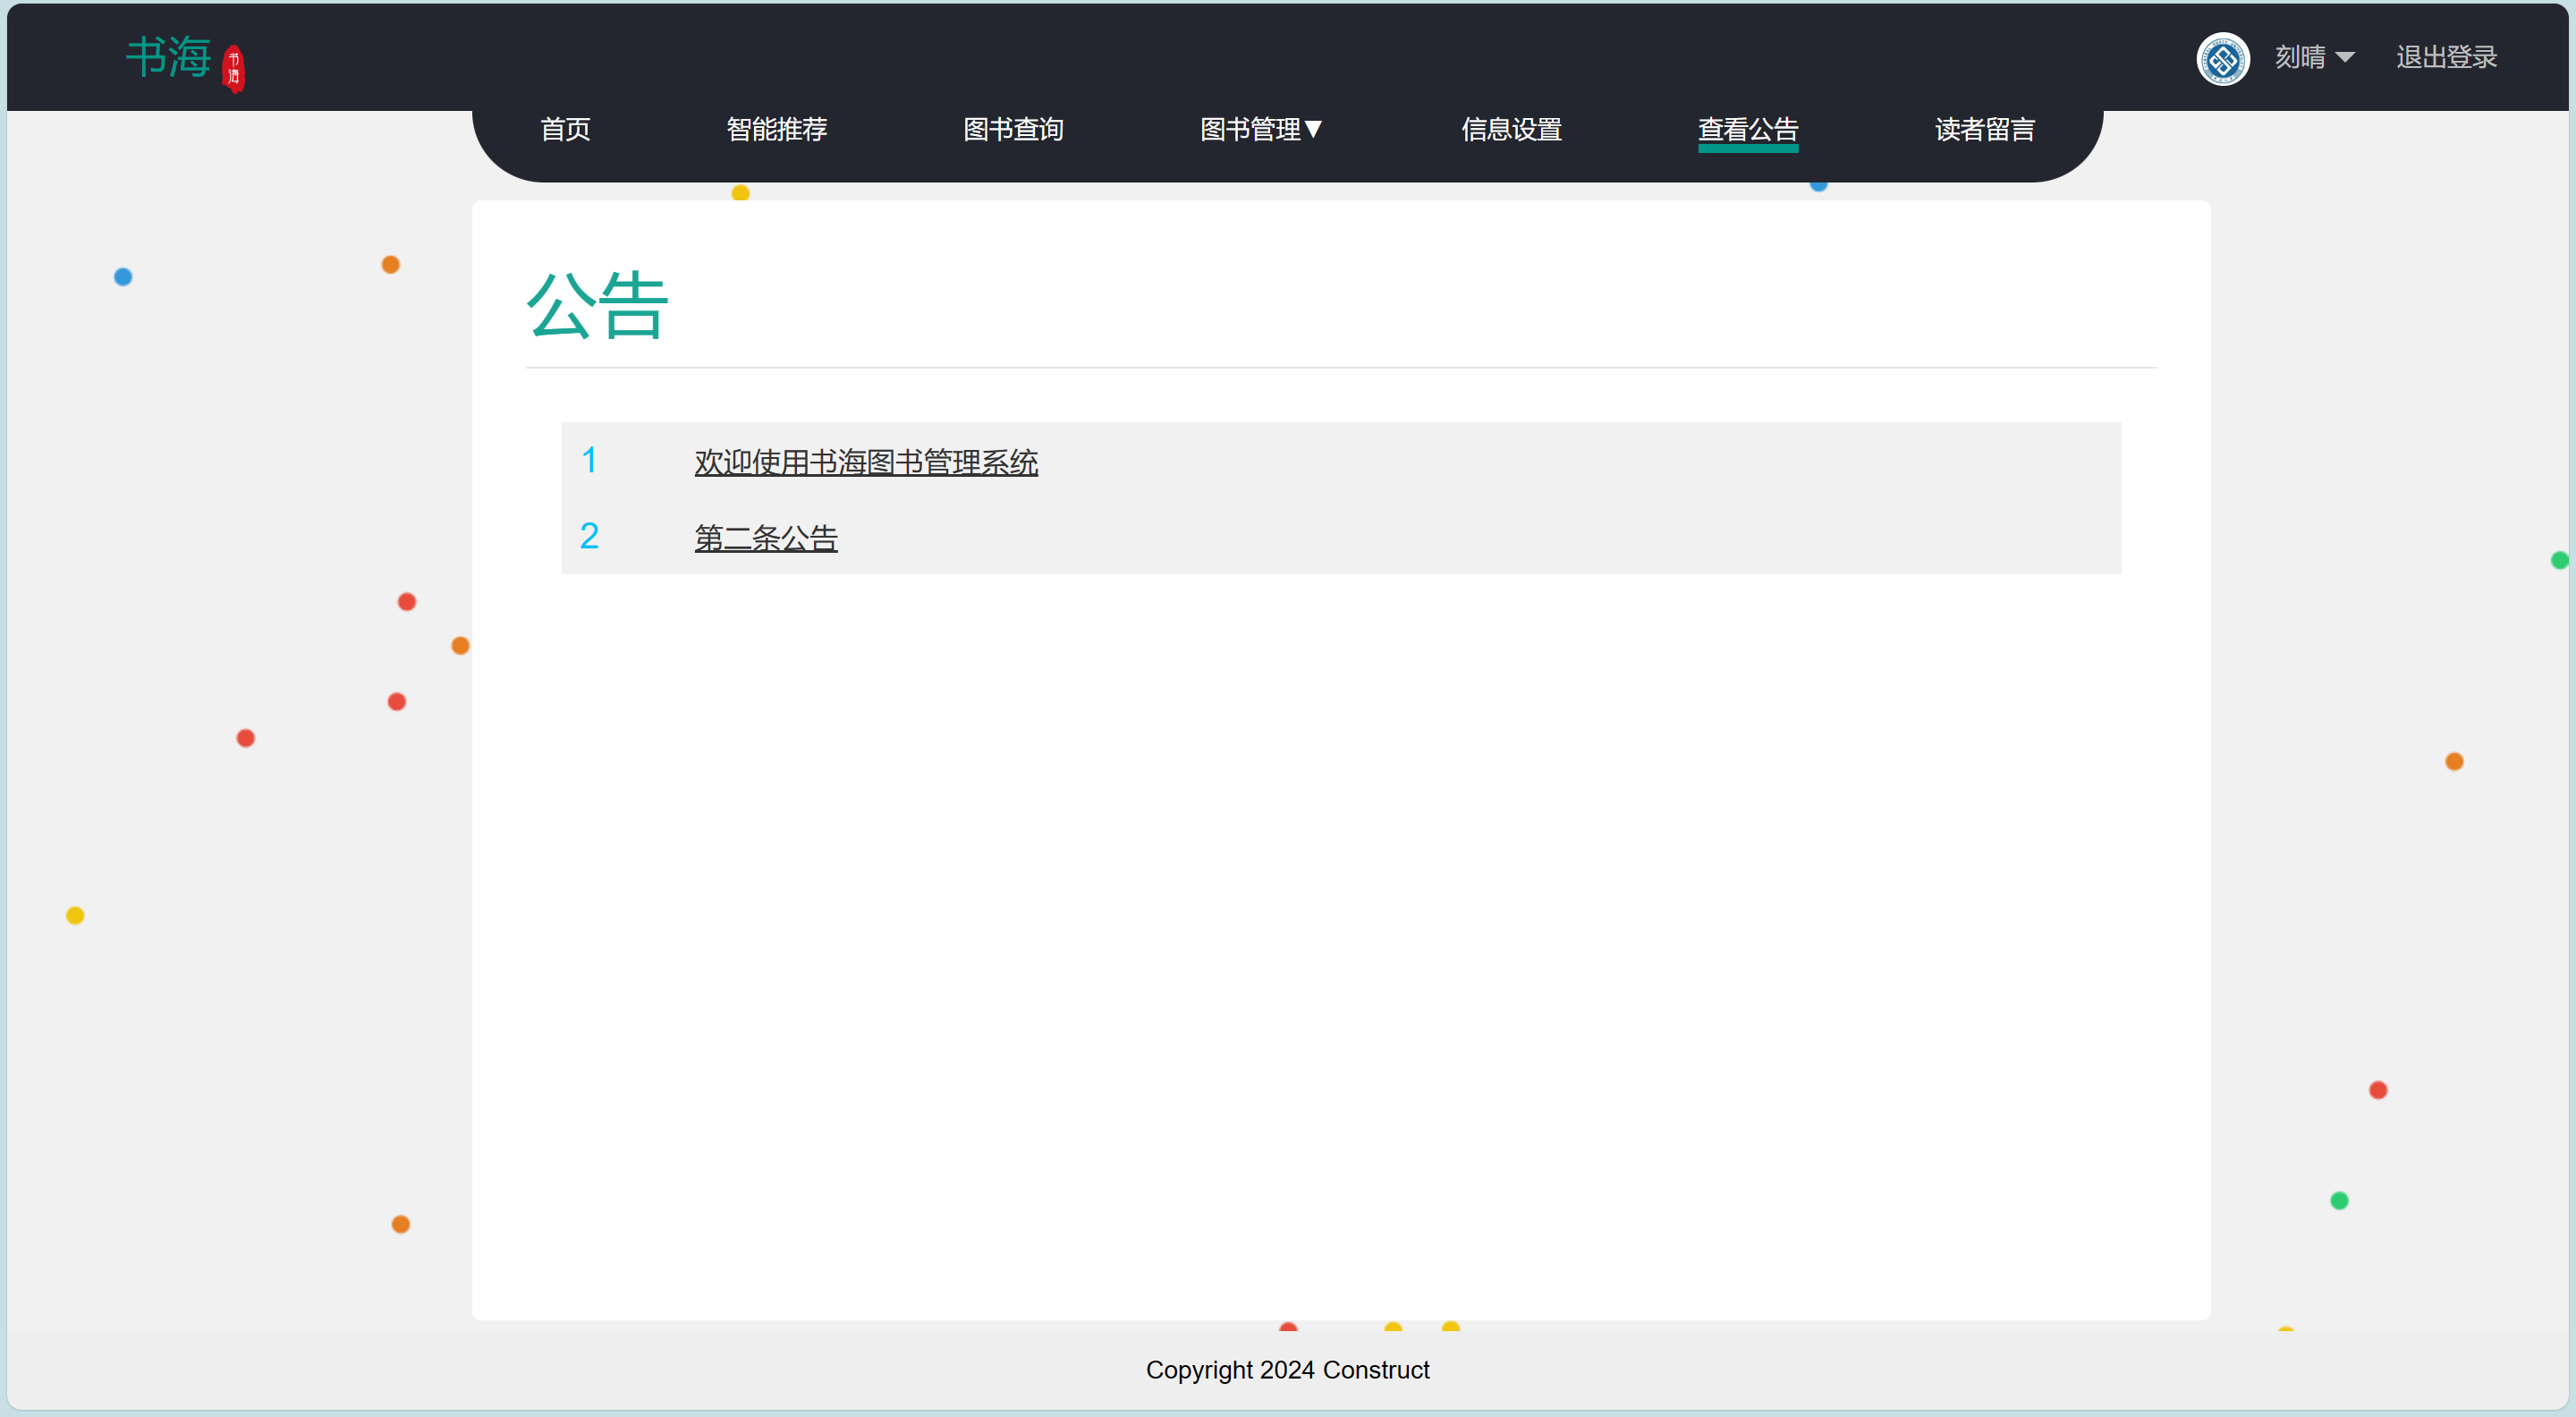 书海 书海
刻晴 退出登录
首页 智能推荐 图书查询 图书管理▼ 信息设置 查看公告 读者留言
公告
1 欢迎使用书海图书管理系统
2 第二条公告
Copyright 2024 Construct